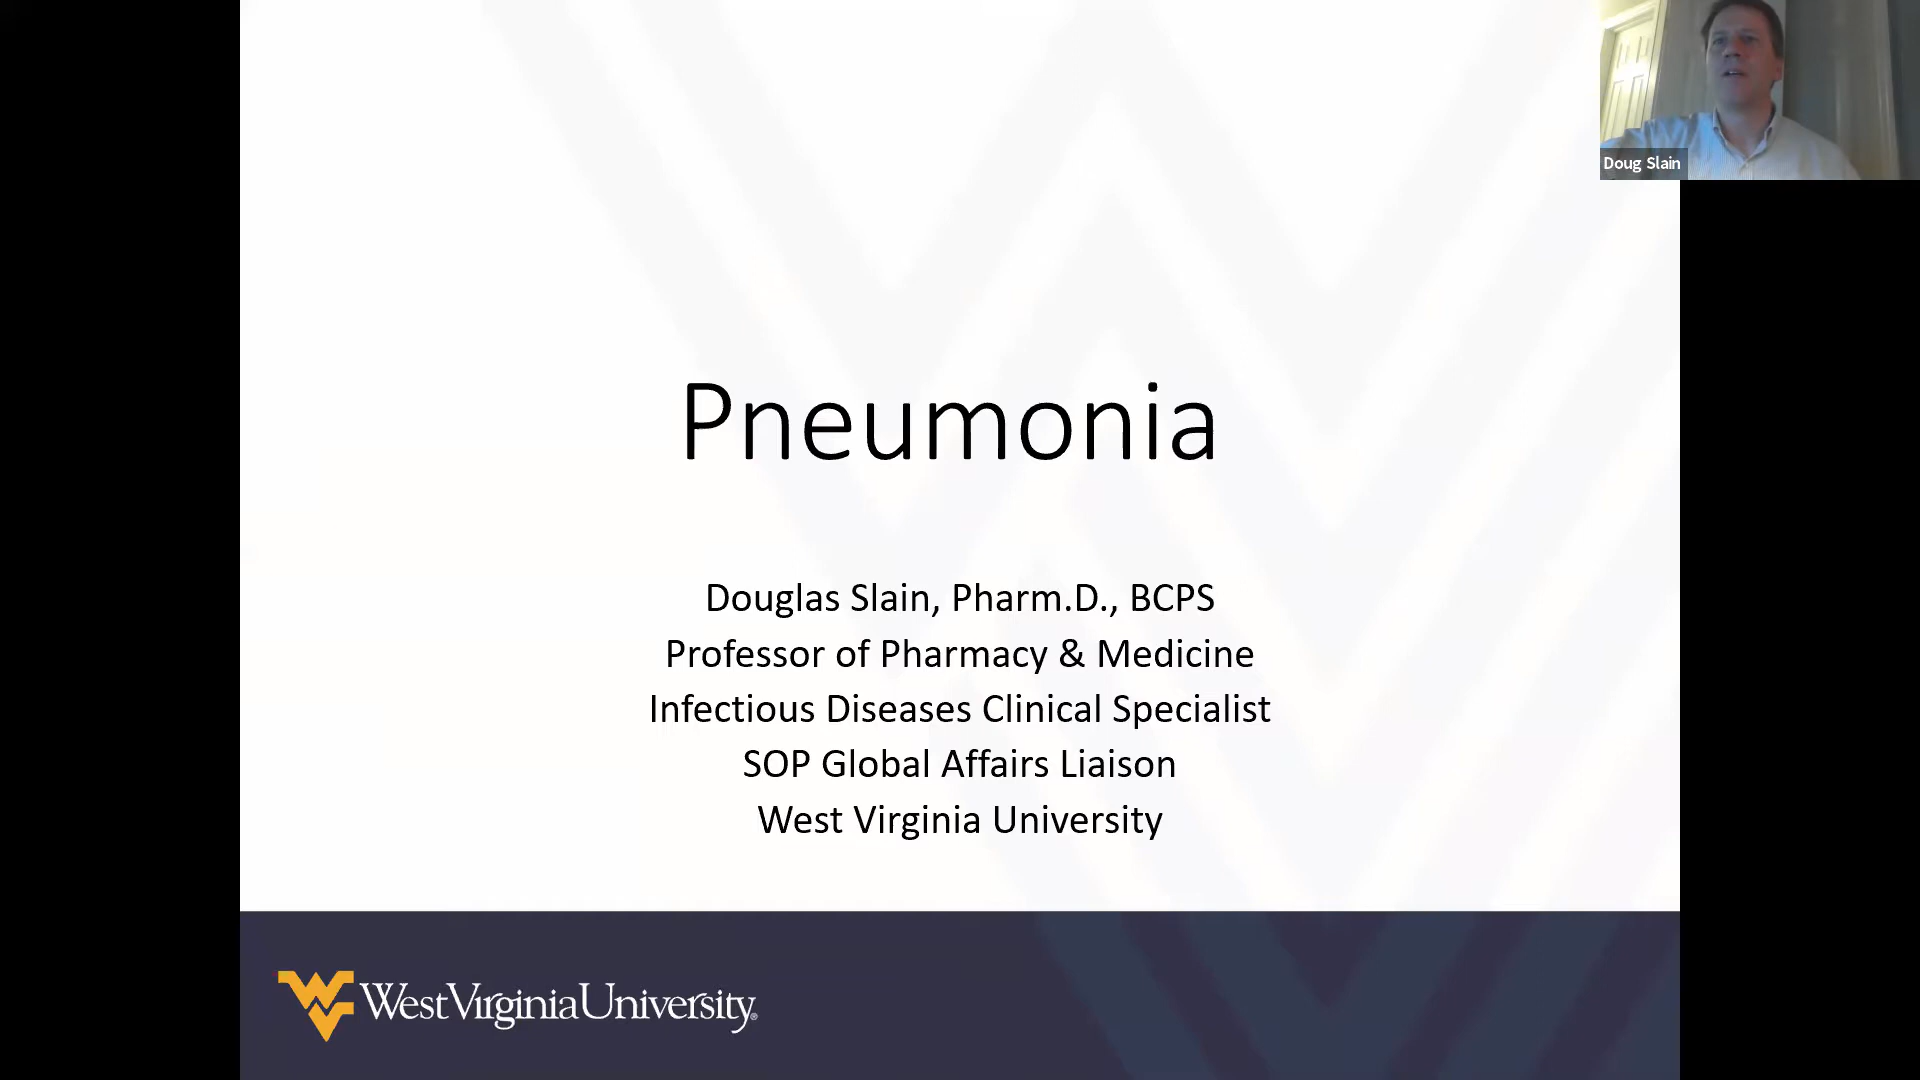 Doug Slain
Pneumonia
Douglas Slain, Pharm.D., BCPS
Professor of Pharmacy & Medicine
Infectious Diseases Clinical Specialist
SOP Global Affairs Liaison
West Virginia University
WestVirginiaUniversity®